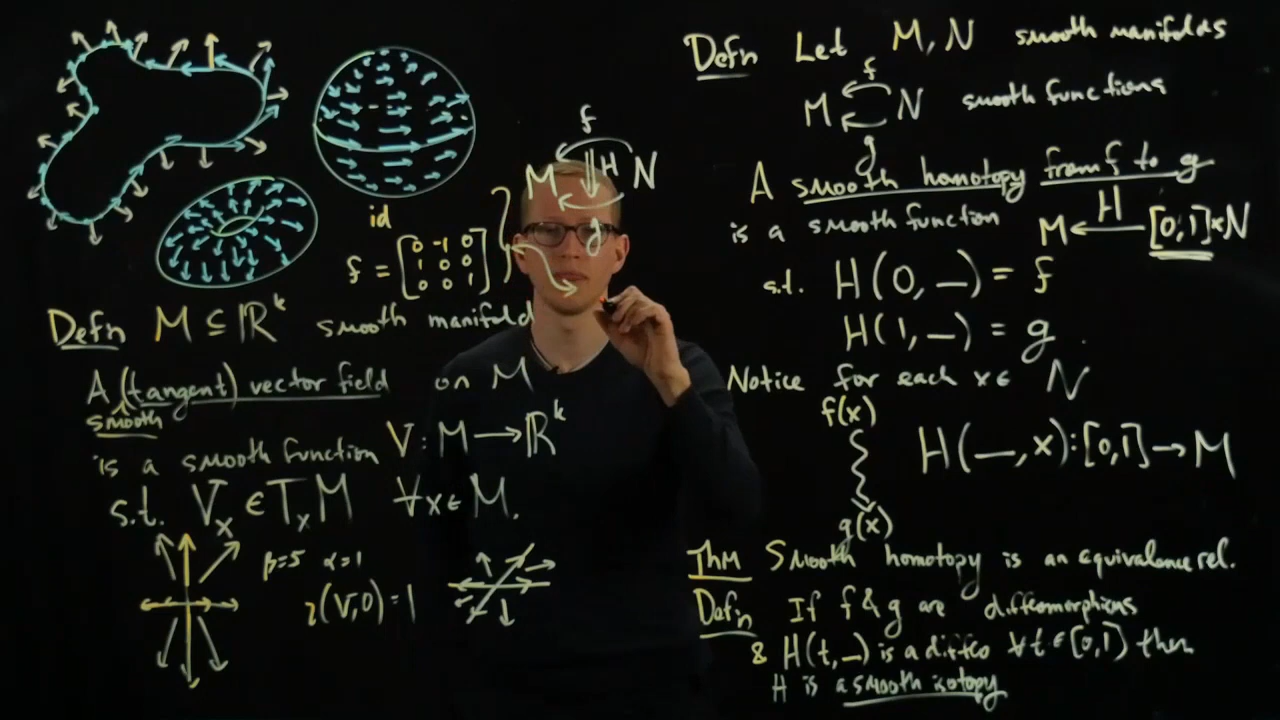 id
f = [0 -1 0
1 0 0
0 0 1]
Defn M ⊆ ℝᵏ smooth manifold
A (tangent) vector field on M
smooth
is a smooth function V : M → ℝᵏ
s.t. Vₓ ∈ TₓM ∀x∈M.
β=5 α=1
(V,0)=1
f
M H N
g
Defn Let M, N smooth manifolds
f
M N smooth functions
g
A smooth homotopy from f to g
is a smooth function M ← H [0,1]×N
s.t. H(0, —) = f
H(1, —) = g.
Notice for each x ∈ N
f(x)
H(—, x) : [0,1] → M
g(x)
Thm Smooth homotopy is an equivalence rel.
Defn If f & g are diffeomorphisms
& H(t, —) is a diffeo ∀t∈[0,1] then
H is a smooth isotopy